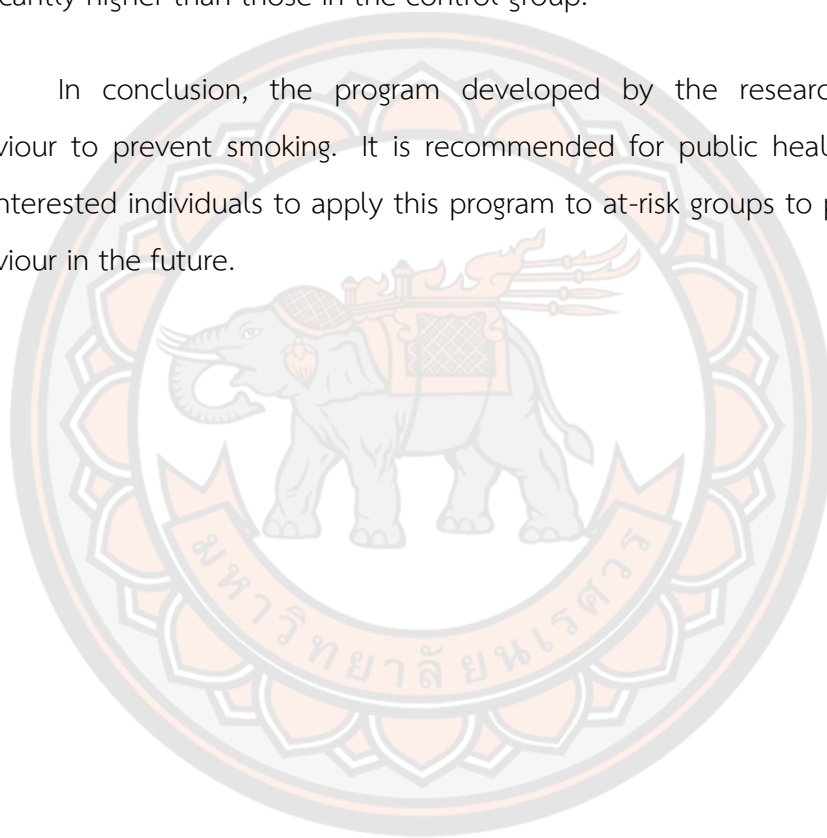 cantly higher than those in the control group.
In conclusion, the program developed by the researc
viour to prevent smoking. It is recommended for public heal
nterested individuals to apply this program to at-risk groups to p
viour in the future.
มหาวิทยาลัยนเรศวร